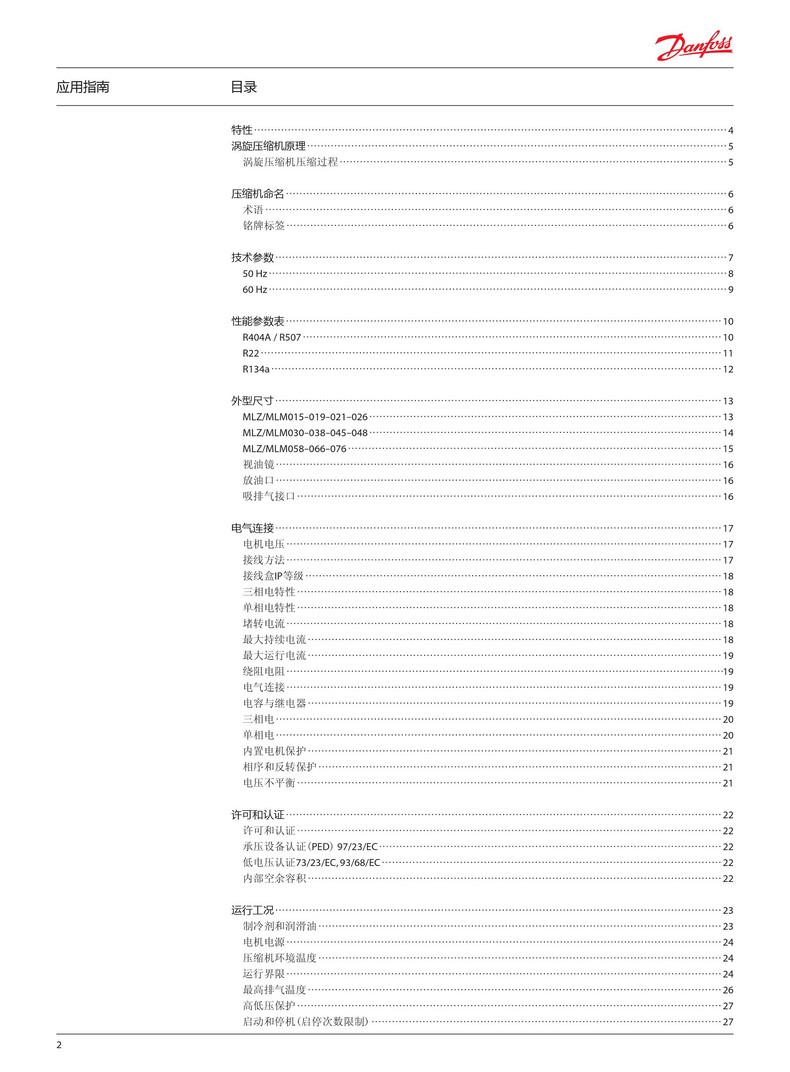 Danfoss
应用指南
目录
特性 4
涡旋压缩机原理 5
涡旋压缩机压缩过程 5
压缩机命名 6
术语 6
铭牌标签 6
技术参数 7
50 Hz 8
60 Hz 9
性能参数表 10
R404A / R507 10
R22 11
R134a 12
外型尺寸 13
MLZ/MLM015–019–021–026 13
MLZ/MLM030–038–045–048 14
MLZ/MLM058–066–076 15
视油镜 16
放油口 16
吸排气接口 16
电气连接 17
电机电压 17
接线方法 17
接线盒IP等级 18
三相电特性 18
单相电特性 18
堵转电流 18
最大持续电流 18
最大运行电流 19
绕阻电阻 19
电气连接 19
电容与继电器 19
三相电 20
单相电 20
内置电机保护 21
相序和反转保护 21
电压不平衡 21
许可和认证 22
许可和认证 22
承压设备认证(PED) 97/23/EC 22
低电压认证73/23/EC, 93/68/EC 22
内部空余容积 22
运行工况 23
制冷剂和润滑油 23
电机电源 24
压缩机环境温度 24
运行界限 24
最高排气温度 26
高低压保护 27
启动和停机(启停次数限制) 27
2